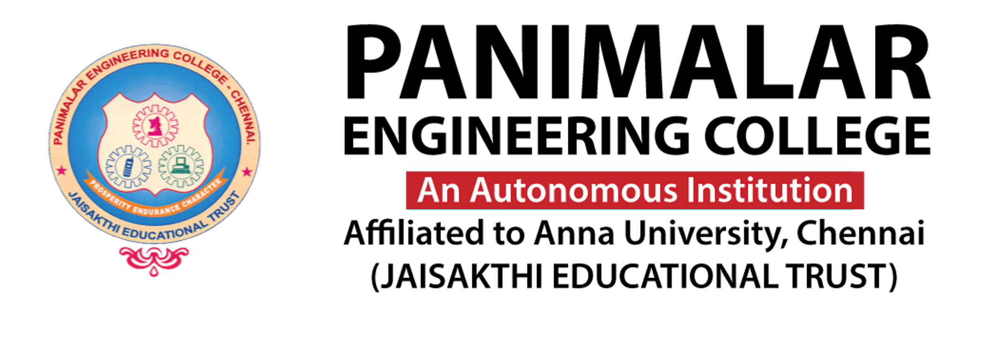 PANIMALAR ENGINEERING COLLEGE - CHENNAI.
PROSPERITY ENDURANCE CHARACTER
JAISAKTHI EDUCATIONAL TRUST
PANIMALAR
ENGINEERING COLLEGE
An Autonomous Institution
Affiliated to Anna University, Chennai
(JAISAKTHI EDUCATIONAL TRUST)